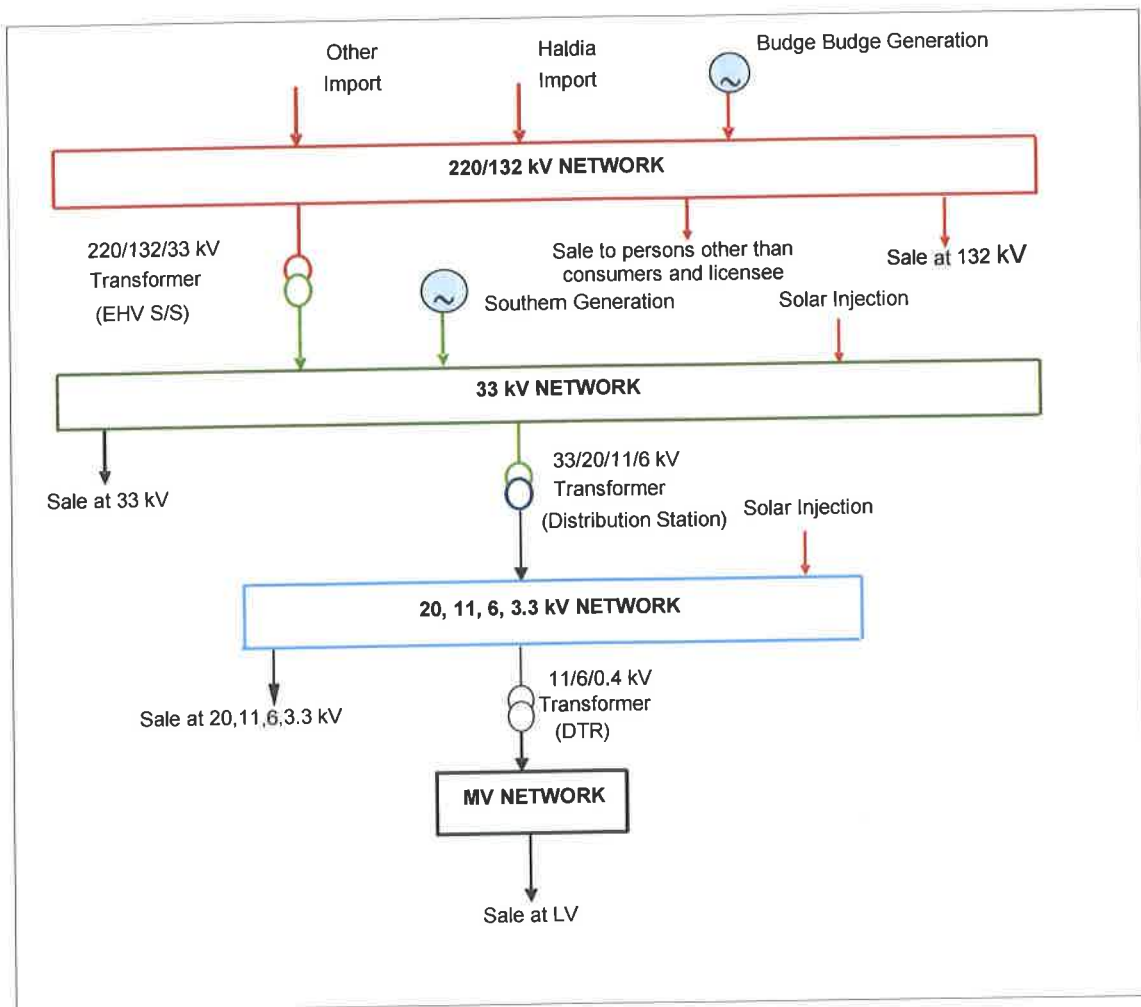 Other
Import
Haldia
Import
Budge Budge Generation
220/132 kV NETWORK
220/132/33 kV
Transformer
(EHV S/S)
Sale to persons other than
consumers and licensee
Sale at 132 kV
Southern Generation
Solar Injection
33 kV NETWORK
Sale at 33 kV
33/20/11/6 kV
Transformer
(Distribution Station)
Solar Injection
20, 11, 6, 3.3 kV NETWORK
Sale at 20,11,6,3.3 kV
11/6/0.4 kV
Transformer
(DTR)
MV NETWORK
Sale at LV